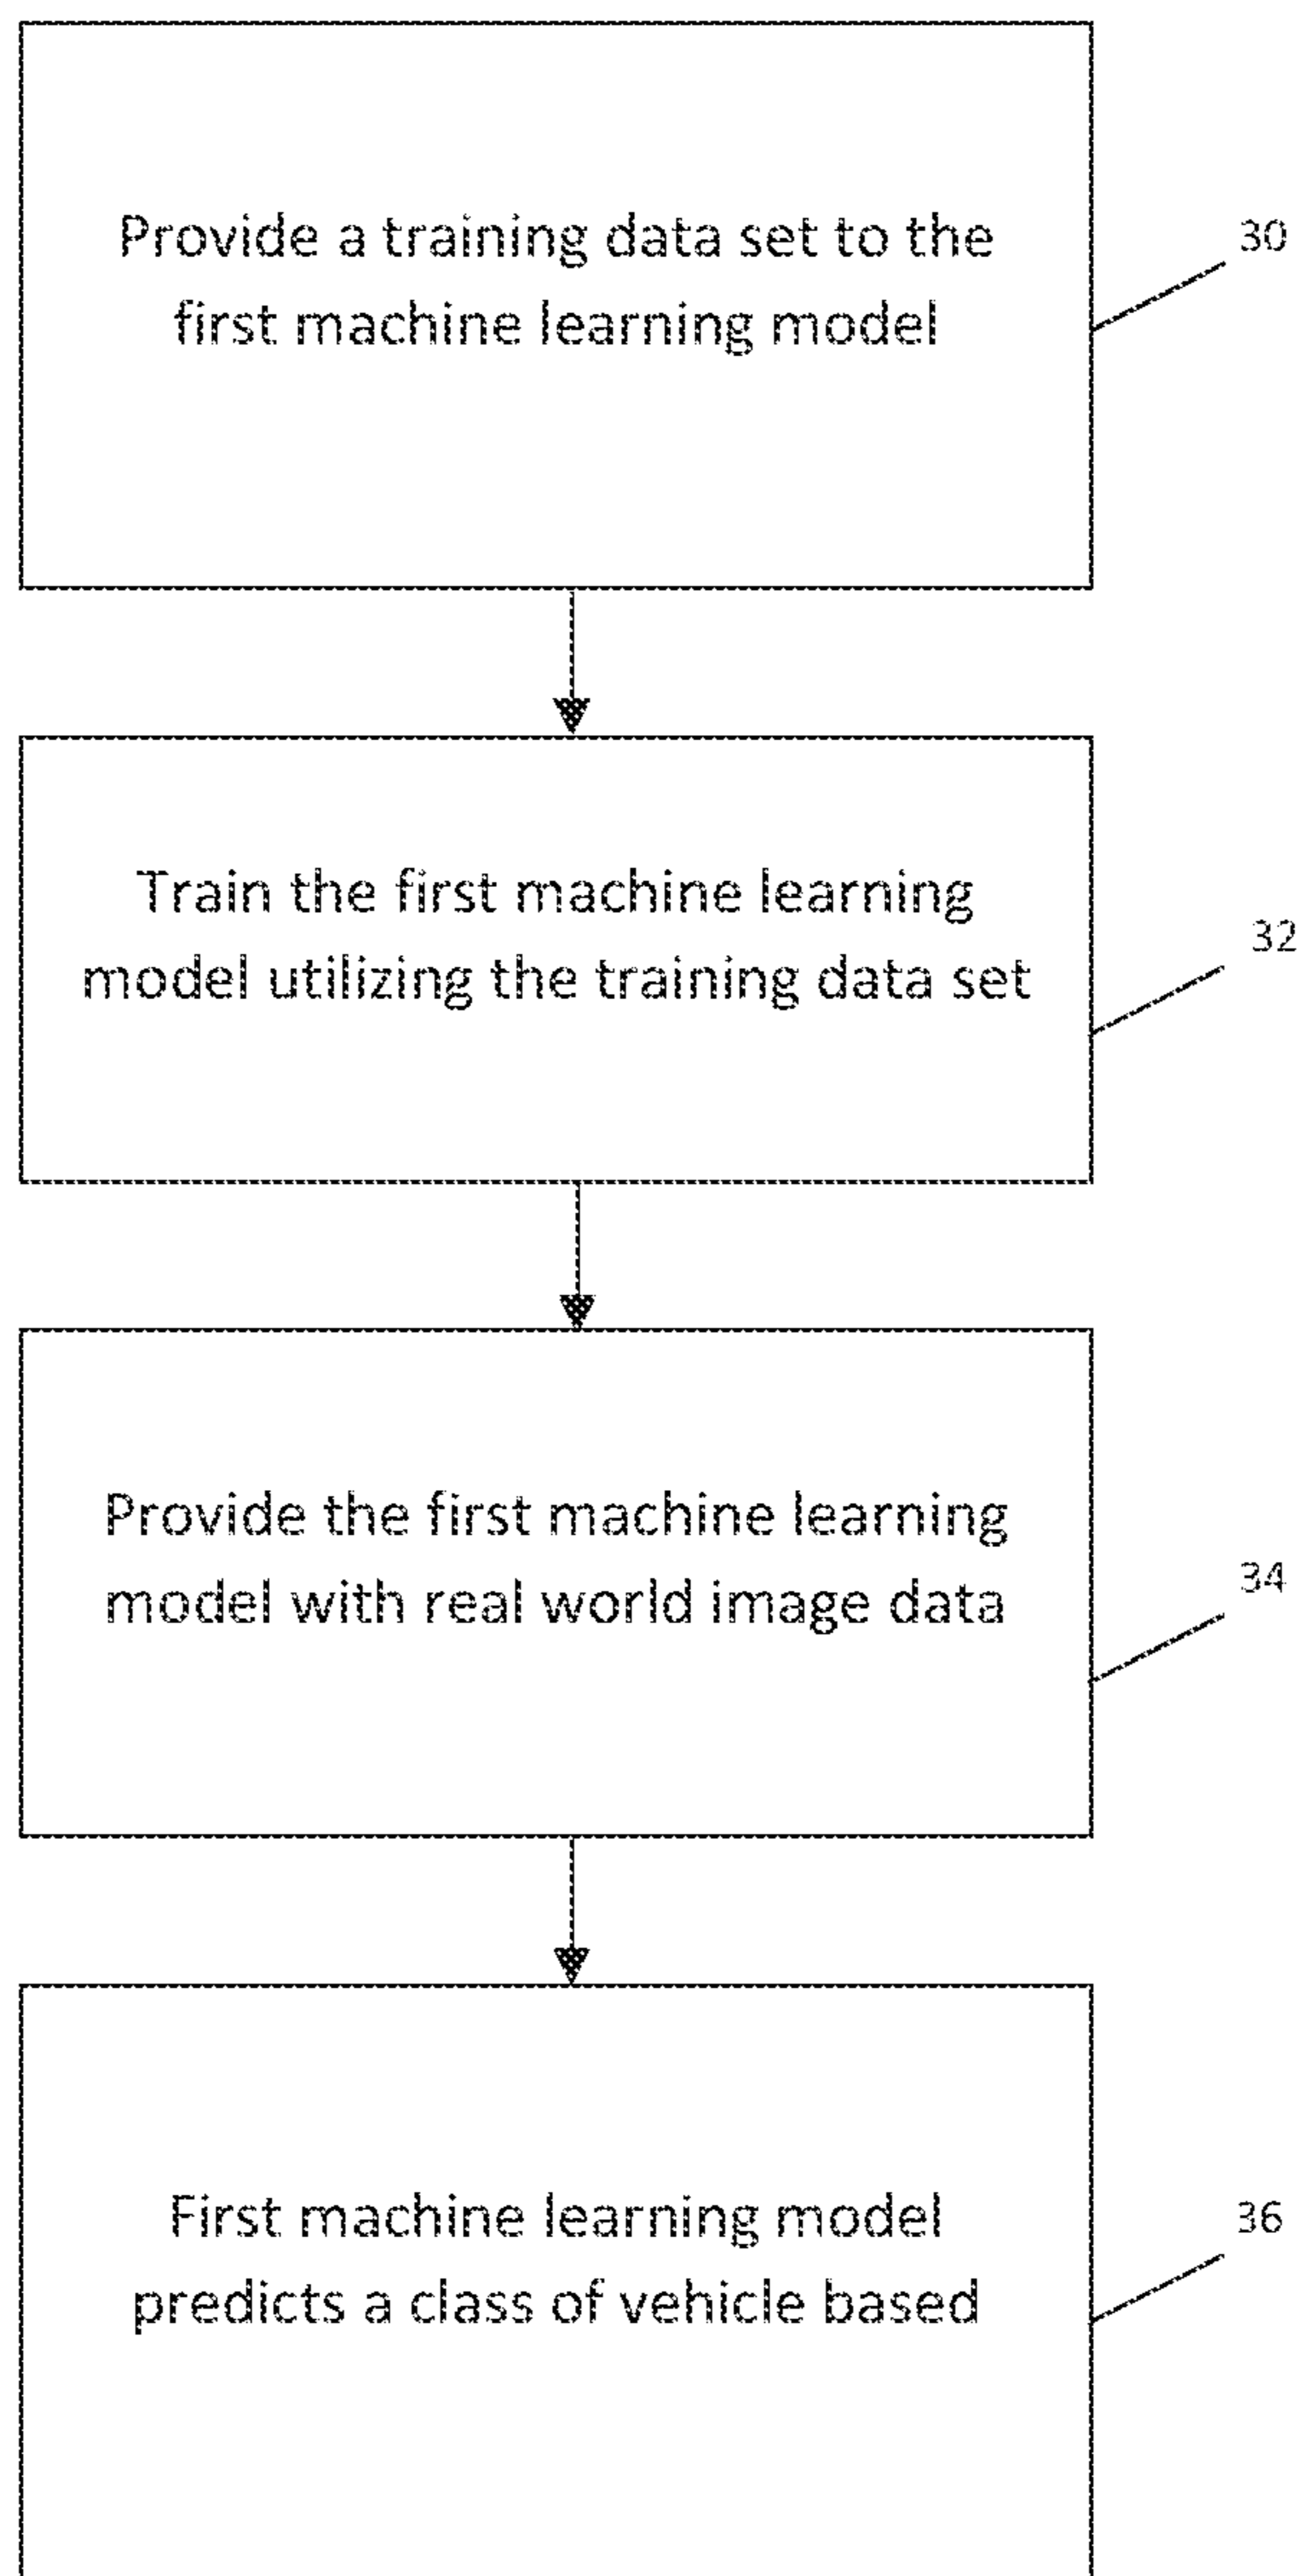 Provide a training data set to the
first machine learning model
30
Train the first machine learning
model utilizing the training data set
32
Provide the first machine learning
model with real world image data
34
First machine learning model
predicts a class of vehicle based
36